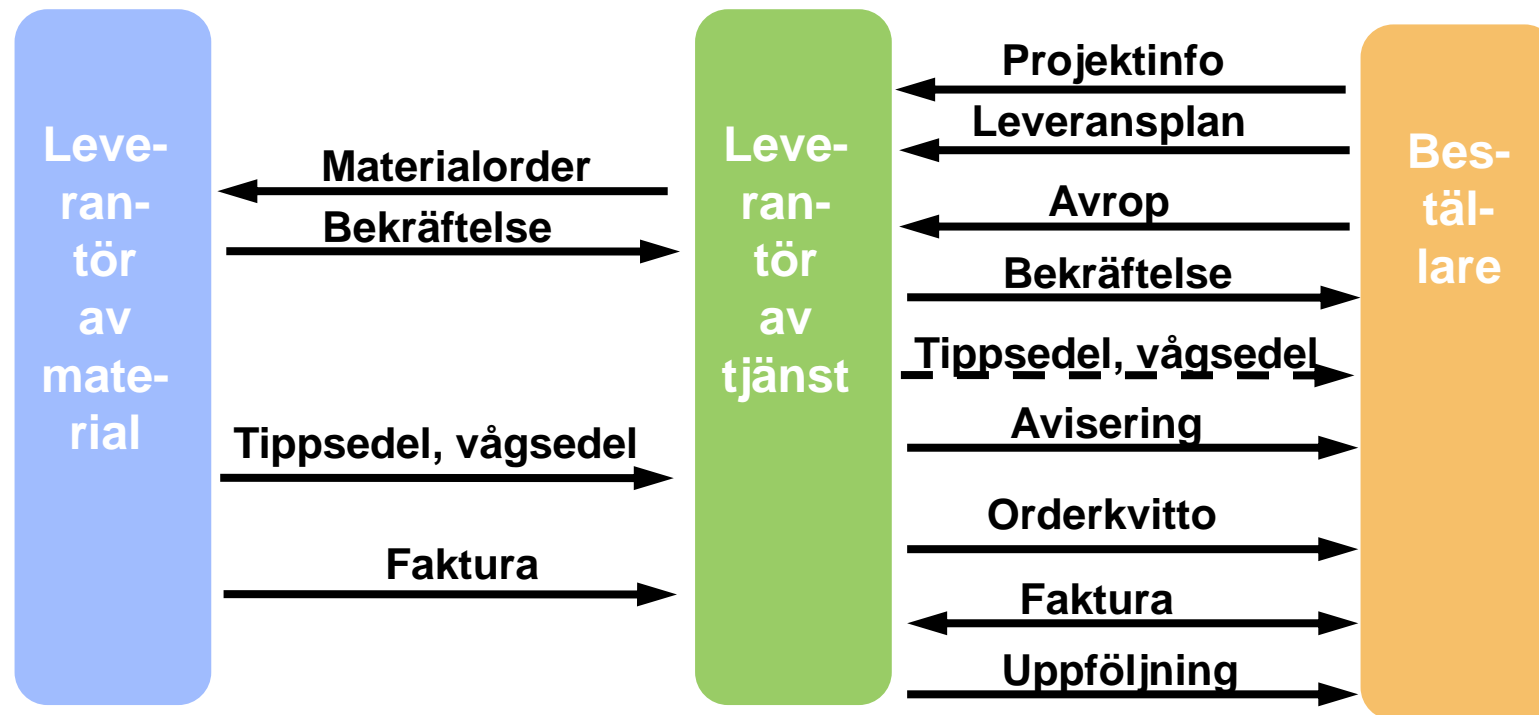 Leve-
ran-
tör
av
mate-
rial
Materialorder
Bekräftelse
Tippsedel, vågsedel
Faktura
Leve-
ran-
tör
av
tjänst
Projektinfo
Leveransplan
Avrop
Bekräftelse
Tippsedel, vågsedel
Avisering
Orderkvitto
Faktura
Uppföljning
Bes-
täl-
lare